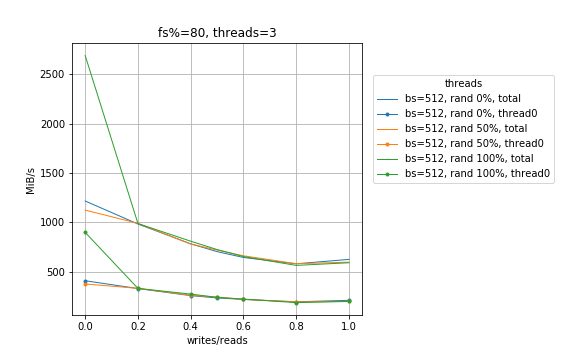 fs%=80, threads=3
2500
2000
1500
1000
500
MiB/s
0.0 0.2 0.4 0.6 0.8 1.0
writes/reads
threads
bs=512, rand 0%, total
bs=512, rand 0%, thread0
bs=512, rand 50%, total
bs=512, rand 50%, thread0
bs=512, rand 100%, total
bs=512, rand 100%, thread0